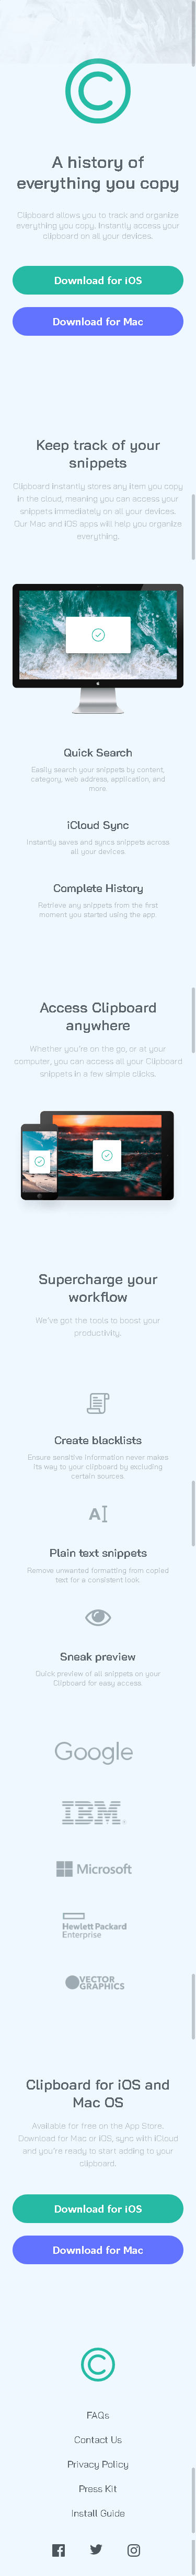 A history of
everything you copy
Clipboard allows you to track and organize
everything you copy. Instantly access your
clipboard on all your devices.
Download for iOS
Download for Mac
Keep track of your
snippets
Clipboard instantly stores any item you copy
in the cloud, meaning you can access your
snippets immediately on all your devices.
Our Mac and iOS apps will help you organize
everything.
Quick Search
Easily search your snippets by content,
category, web address, application, and
more.
iCloud Sync
Instantly saves and syncs snippets across
all your devices.
Complete History
Retrieve any snippets from the first
moment you started using the app.
Access Clipboard
anywhere
Whether you're on the go, or at your
computer, you can access all your Clipboard
snippets in a few simple clicks.
Supercharge your
workflow
We've got the tools to boost your
productivity.
Create blacklists
Ensure sensitive information never makes
its way to your clipboard by excluding
certain sources.
A
Plain text snippets
Remove unwanted formatting from copied
text for a consistent look.
Sneak preview
Quick preview of all snippets on your
Clipboard for easy access.
Google
IBM
Microsoft
Hewlett Packard
Enterprise
VECTOR
GRAPHICS
Clipboard for iOS and
Mac OS
Available for free on the App Store.
Download for Mac or iOS, sync with iCloud
and you're ready to start adding to your
clipboard.
Download for iOS
Download for Mac
FAQs
Contact Us
Privacy Policy
Press Kit
Install Guide